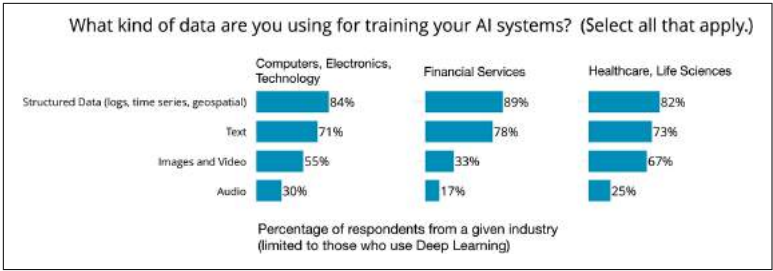 What kind of data are you using for training your AI systems? (Select all that apply.)
Computers, Electronics,
Technology
Financial Services
Healthcare, Life Sciences
Structured Data (logs, time series, geospatial) 84% 89% 82%
Text 71% 78% 73%
Images and Video 55% 33% 67%
Audio 30% 17% 25%
Percentage of respondents from a given industry
(limited to those who use Deep Learning)